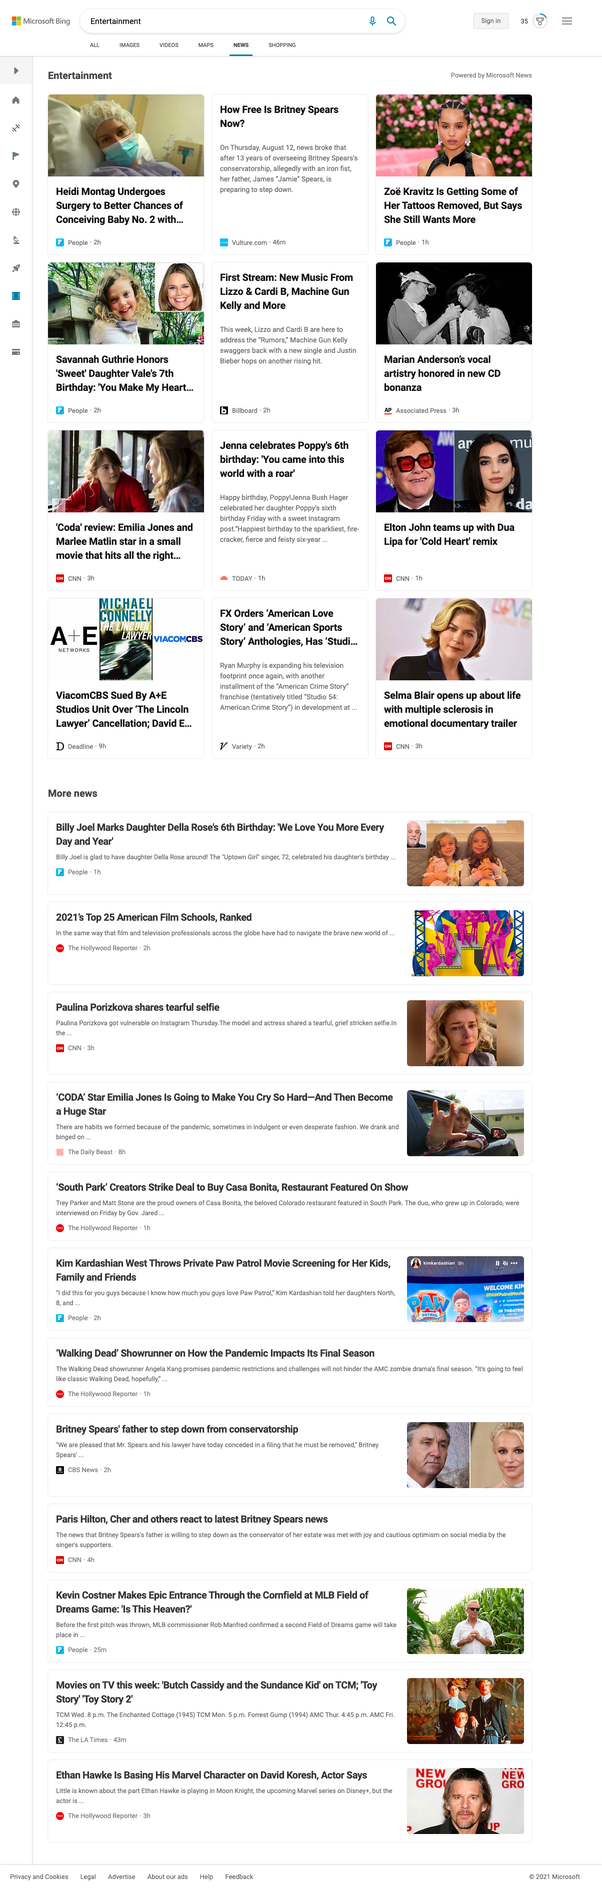 Microsoft Bing
Entertainment
Sign in
35
ALL
IMAGES
VIDEOS
MAPS
NEWS
SHOPPING
Entertainment
Powered by Microsoft News
Heidi Montag Undergoes
Surgery to Better Chances of
Conceiving Baby No. 2 with...
People · 2h
How Free Is Britney Spears
Now?
On Thursday, August 12, news broke that
after 13 years of overseeing Britney Spears's
conservatorship, allegedly with an iron fist,
her father, James "Jamie" Spears, is
preparing to step down.
Vulture.com · 46m
Zoë Kravitz Is Getting Some of
Her Tattoos Removed, But Says
She Still Wants More
People · 1h
Savannah Guthrie Honors
'Sweet' Daughter Vale's 7th
Birthday: 'You Make My Heart...
People · 2h
First Stream: New Music From
Lizzo & Cardi B, Machine Gun
Kelly and More
This week, Lizzo and Cardi B are here to
address the "Rumors," Machine Gun Kelly
swaggers back with a new single and Justin
Bieber hops on another rising hit.
Billboard · 2h
Marian Anderson's vocal
artistry honored in new CD
bonanza
AP
Associated Press · 3h
'Coda' review: Emilia Jones and
Marlee Matlin star in a small
movie that hits all the right...
CNN · 3h
Jenna celebrates Poppy's 6th
birthday: 'You came into this
world with a roar'
Happy birthday, Poppy!Jenna Bush Hager
celebrated her daughter Poppy's sixth
birthday Friday with a sweet Instagram
post."Happiest birthday to the sparkliest, fire-
cracker, fierce and feisty six-year ...
TODAY · 1h
Elton John teams up with Dua
Lipa for 'Cold Heart' remix
CNN · 1h
A+E
NETWORKS
MICHAEL
CONNELLY
THE LINCOLN
LAWYER
VIACOMCBS
ViacomCBS Sued By A+E
Studios Unit Over 'The Lincoln
Lawyer' Cancellation; David E...
Deadline · 9h
FX Orders 'American Love
Story' and 'American Sports
Story' Anthologies, Has 'Studi...
Ryan Murphy is expanding his television
footprint once again, with another
installment of the "American Crime Story"
franchise (tentatively titled "Studio 54:
American Crime Story") in development at ...
Variety · 2h
Selma Blair opens up about life
with multiple sclerosis in
emotional documentary trailer
CNN · 3h
More news
Billy Joel Marks Daughter Della Rose's 6th Birthday: 'We Love You More Every
Day and Year'
Billy Joel is glad to have daughter Della Rose around! The "Uptown Girl" singer, 72, celebrated his daughter's birthday ...
People · 1h
2021's Top 25 American Film Schools, Ranked
In the same way that film and television professionals across the globe have had to navigate the brave new world of ...
The Hollywood Reporter · 2h
Paulina Porizkova shares tearful selfie
Paulina Porizkova got vulnerable on Instagram Thursday.The model and actress shared a tearful, grief stricken selfie.In
the ...
CNN · 3h
'CODA' Star Emilia Jones Is Going to Make You Cry So Hard—And Then Become
a Huge Star
There are habits we formed because of the pandemic, sometimes in indulgent or even desperate fashion. We drank and
binged on ...
The Daily Beast · 8h
'South Park' Creators Strike Deal to Buy Casa Bonita, Restaurant Featured On Show
Trey Parker and Matt Stone are the proud owners of Casa Bonita, the beloved Colorado restaurant featured in South Park. The duo, who grew up in Colorado, were
interviewed on Friday by Gov. Jared ...
The Hollywood Reporter · 1h
Kim Kardashian West Throws Private Paw Patrol Movie Screening for Her Kids,
Family and Friends
"I did this for you guys because I know how much you guys love Paw Patrol," Kim Kardashian told her daughters North,
8, and ...
People · 2h
kimkardashian
WELCOME KIM
PAW
'Walking Dead' Showrunner on How the Pandemic Impacts Its Final Season
The Walking Dead showrunner Angela Kang promises pandemic restrictions and challenges will not hinder the AMC zombie drama's final season. "It's going to feel
like classic Walking Dead, hopefully," ...
The Hollywood Reporter · 1h
Britney Spears' father to step down from conservatorship
"We are pleased that Mr. Spears and his lawyer have today conceded in a filing that he must be removed," Britney
Spears' ...
CBS News · 2h
Paris Hilton, Cher and others react to latest Britney Spears news
The news that Britney Spears's father is willing to step down as the conservator of her estate was met with joy and cautious optimism on social media by the
singer's supporters.
CNN · 4h
Kevin Costner Makes Epic Entrance Through the Cornfield at MLB Field of
Dreams Game: 'Is This Heaven?'
Before the first pitch was thrown, MLB commissioner Rob Manfred confirmed a second Field of Dreams game will take
place in ...
People · 25m
Movies on TV this week: 'Butch Cassidy and the Sundance Kid' on TCM; 'Toy
Story' 'Toy Story 2'
TCM Wed. 8 p.m. The Enchanted Cottage (1945) TCM Mon. 5 p.m. Forrest Gump (1994) AMC Thur. 4:45 p.m. AMC Fri.
12:45 p.m.
The LA Times · 43m
Ethan Hawke Is Basing His Marvel Character on David Koresh, Actor Says
Little is known about the part Ethan Hawke is playing in Moon Knight, the upcoming Marvel series on Disney+, but the
actor is ...
The Hollywood Reporter · 3h
NEW
GROU
Privacy and Cookies
Legal
Advertise
About our ads
Help
Feedback
© 2021 Microsoft